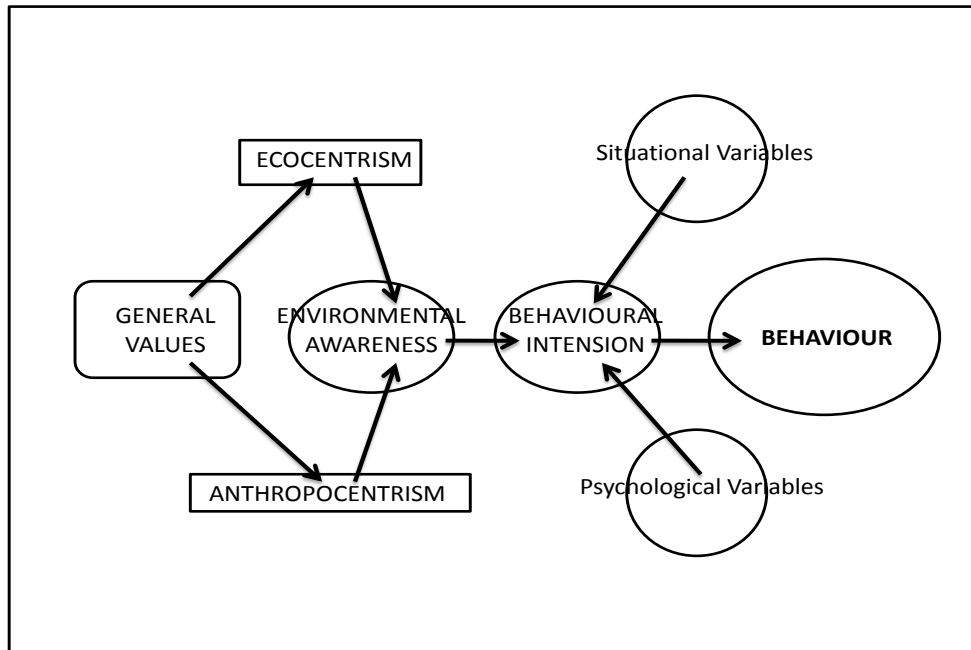 ECOCENTRISM
Situational Variables
GENERAL
VALUES
ENVIRONMENTAL
AWARENESS
BEHAVIOURAL
INTENSION
BEHAVIOUR
ANTHROPOCENTRISM
Psychological Variables